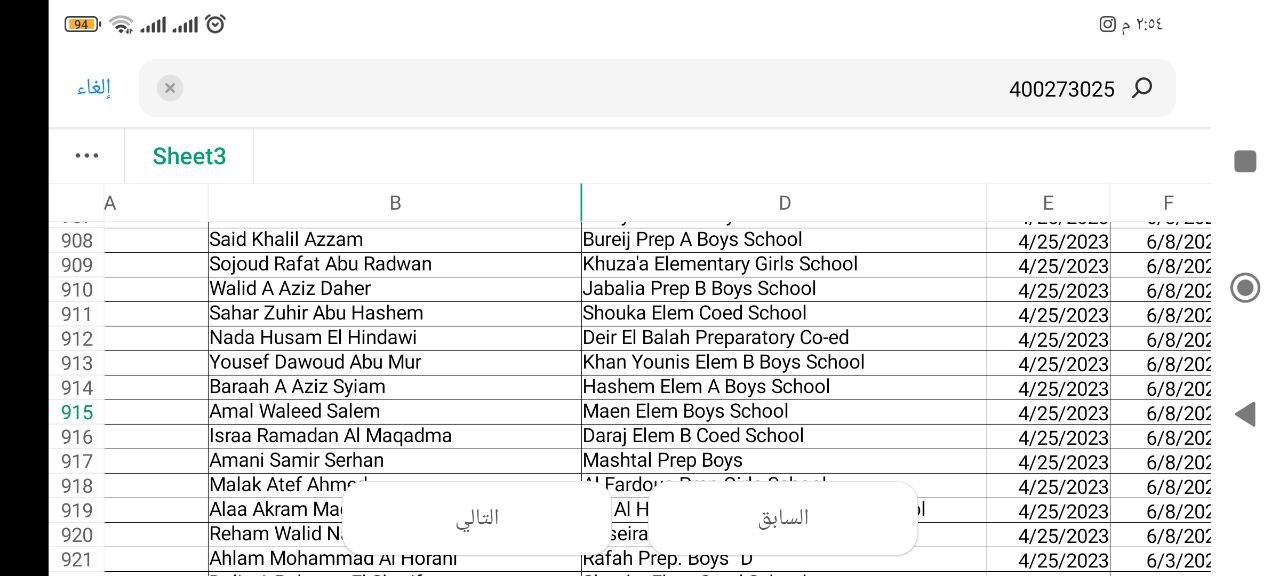 94 ٢:٥٤ م
إلغاء 400273025
... Sheet3
A B D E F
908 Said Khalil Azzam Bureij Prep A Boys School 4/25/2023 6/8/202
909 Sojoud Rafat Abu Radwan Khuza'a Elementary Girls School 4/25/2023 6/8/202
910 Walid A Aziz Daher Jabalia Prep B Boys School 4/25/2023 6/8/202
911 Sahar Zuhir Abu Hashem Shouka Elem Coed School 4/25/2023 6/8/202
912 Nada Husam El Hindawi Deir El Balah Preparatory Co-ed 4/25/2023 6/8/202
913 Yousef Dawoud Abu Mur Khan Younis Elem B Boys School 4/25/2023 6/8/202
914 Baraah A Aziz Syiam Hashem Elem A Boys School 4/25/2023 6/8/202
915 Amal Waleed Salem Maen Elem Boys School 4/25/2023 6/8/202
916 Israa Ramadan Al Maqadma Daraj Elem B Coed School 4/25/2023 6/8/202
917 Amani Samir Serhan Mashtal Prep Boys 4/25/2023 6/8/202
918 Malak Atef 4/25/2023 6/8/202
919 Alaa Akram Al 4/25/2023 6/8/202
920 Reham Walid 4/25/2023 6/8/202
التالي السابق
921 Ahlam Mohammad Al Horani Rafah Prep. Boys "D" 4/25/2023 6/3/202